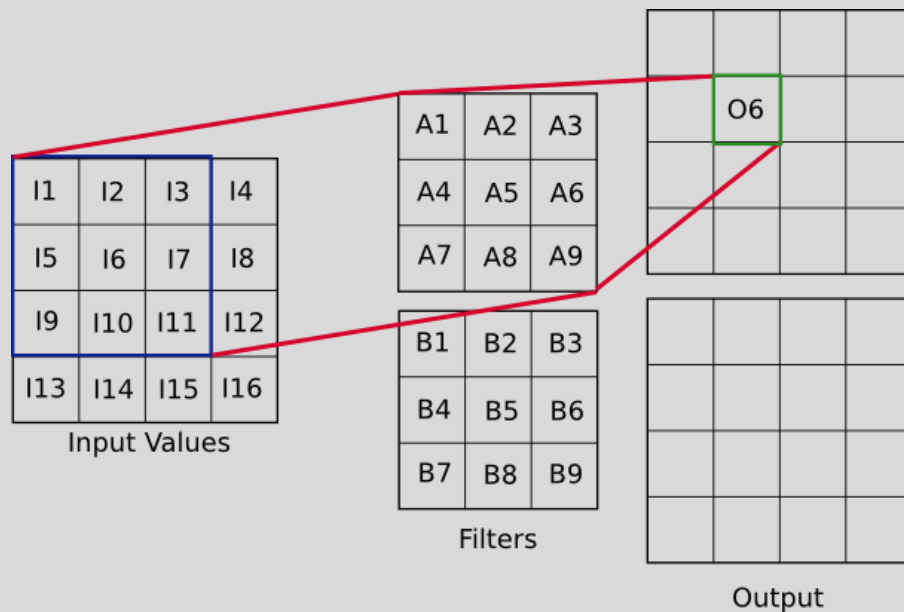 I1 I2 I3 I4
I5 I6 I7 I8
I9 I10 I11 I12
I13 I14 I15 I16
Input Values
A1 A2 A3
A4 A5 A6
A7 A8 A9
B1 B2 B3
B4 B5 B6
B7 B8 B9
Filters
O6
Output